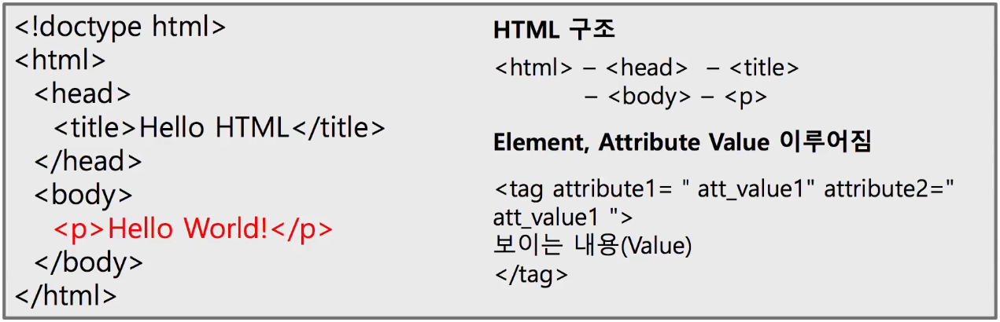 <!doctype html>
<html>
<head>
<title>Hello HTML</title>
</head>
<body>
<p>Hello World!</p>
</body>
</html>
HTML 구조
<html> – <head> – <title>
– <body> – <p>
Element, Attribute Value 이루어짐
<tag attribute1= " att_value1" attribute2="
att_value1 ">
보이는 내용(Value)
</tag>